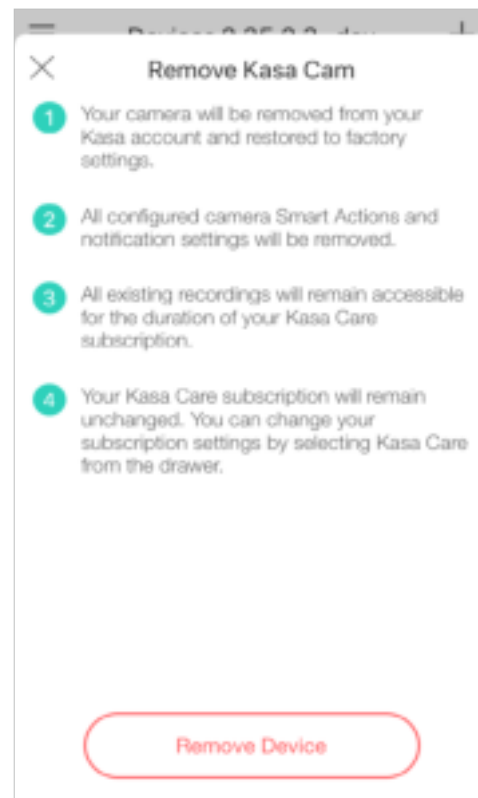 Remove Kasa Cam
1
Your camera will be removed from your
Kasa account and restored to factory
settings.
2
All configured camera Smart Actions and
notification settings will be removed.
3
All existing recordings will remain accessible
for the duration of your Kasa Care
subscription.
4
Your Kasa Care subscription will remain
unchanged. You can change your
subscription settings by selecting Kasa Care
from the drawer.
Remove Device